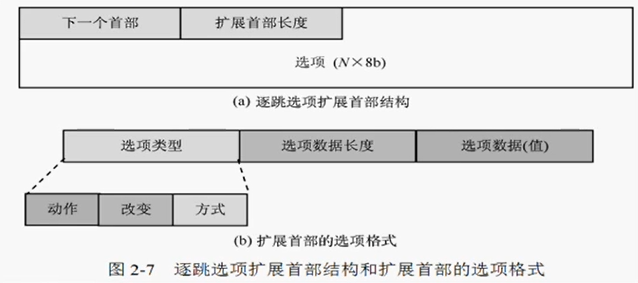 下一个首部 扩展首部长度
选项 (N×8b)
(a) 逐跳选项扩展首部结构
选项类型 选项数据长度 选项数据(值)
动作 改变 方式
(b) 扩展首部的选项格式
图 2-7 逐跳选项扩展首部结构和扩展首部的选项格式